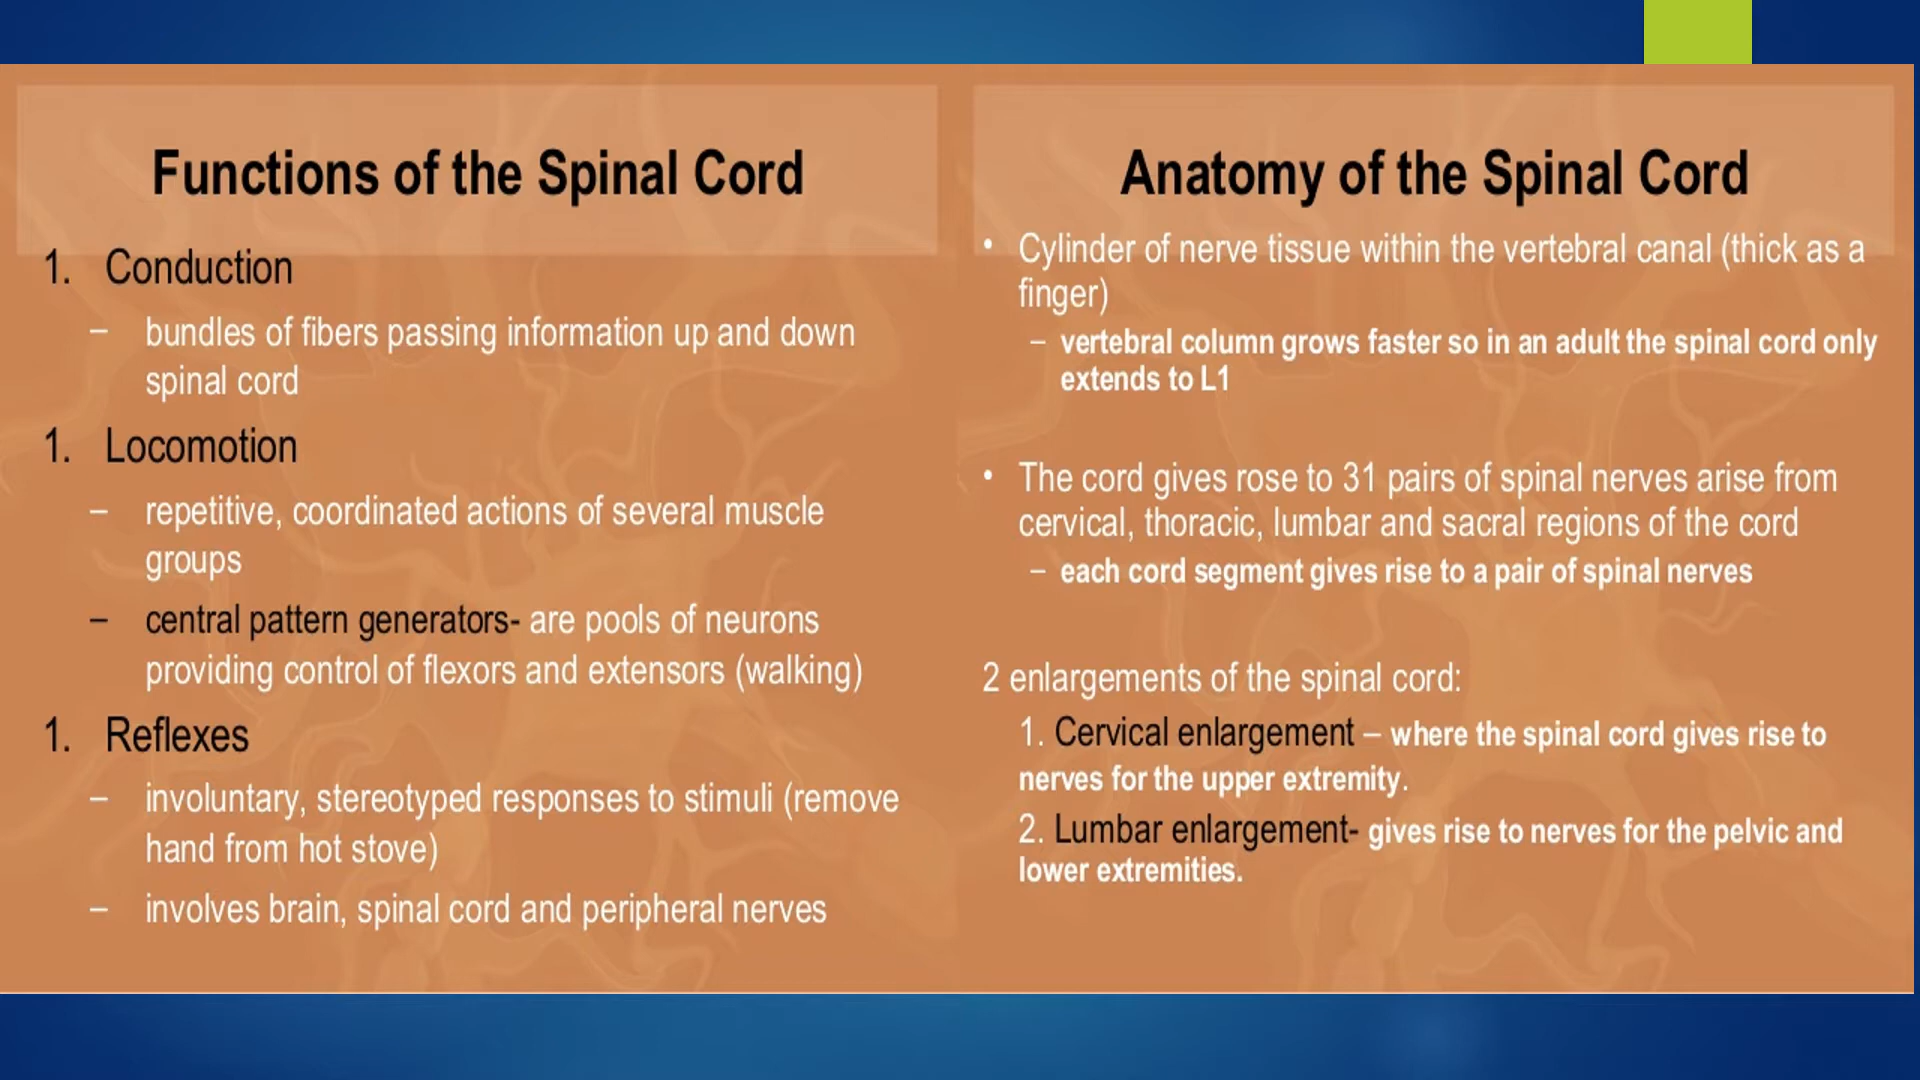 Functions of the Spinal Cord
1. Conduction
– bundles of fibers passing information up and down
spinal cord
1. Locomotion
– repetitive, coordinated actions of several muscle
groups
– central pattern generators- are pools of neurons
providing control of flexors and extensors (walking)
1. Reflexes
– involuntary, stereotyped responses to stimuli (remove
hand from hot stove)
– involves brain, spinal cord and peripheral nerves
Anatomy of the Spinal Cord
• Cylinder of nerve tissue within the vertebral canal (thick as a
finger)
– vertebral column grows faster so in an adult the spinal cord only
extends to L1
• The cord gives rose to 31 pairs of spinal nerves arise from
cervical, thoracic, lumbar and sacral regions of the cord
– each cord segment gives rise to a pair of spinal nerves
2 enlargements of the spinal cord:
1. Cervical enlargement – where the spinal cord gives rise to
nerves for the upper extremity.
2. Lumbar enlargement- gives rise to nerves for the pelvic and
lower extremities.